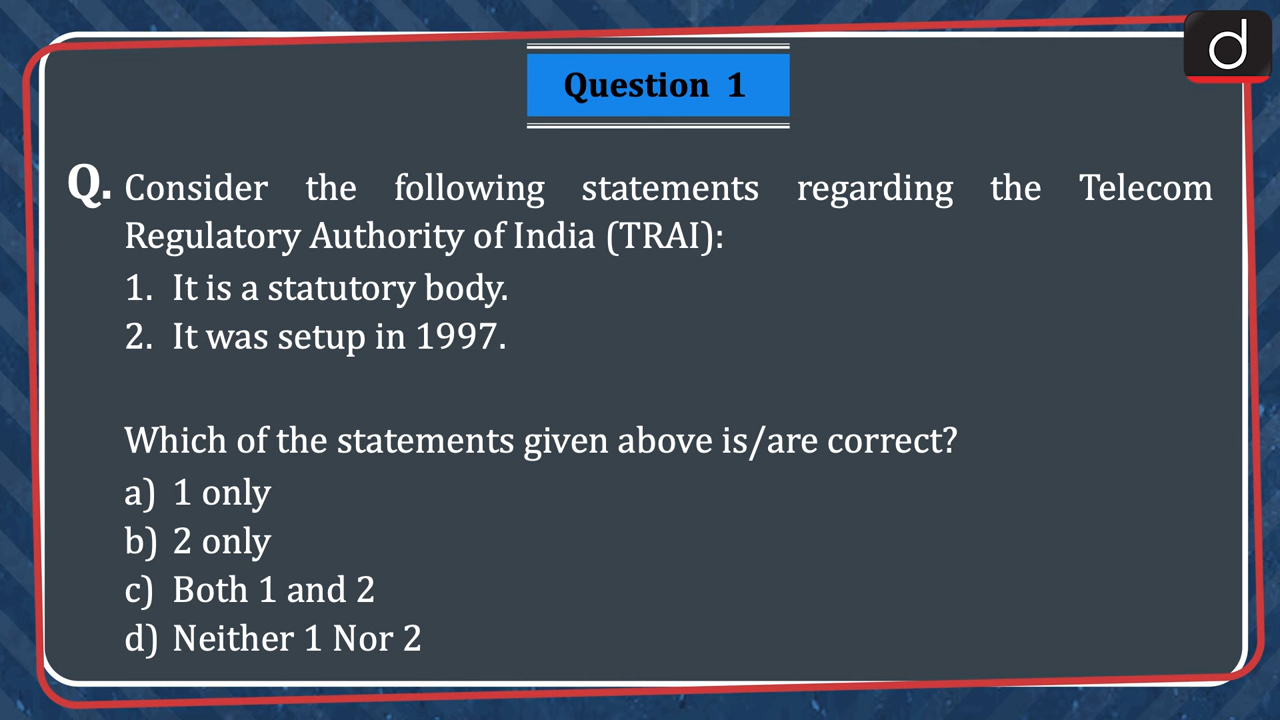 Question 1
d
Q. Consider the following statements regarding the Telecom
Regulatory Authority of India (TRAI):
1. It is a statutory body.
2. It was setup in 1997.
Which of the statements given above is/are correct?
a) 1 only
b) 2 only
c) Both 1 and 2
d) Neither 1 Nor 2